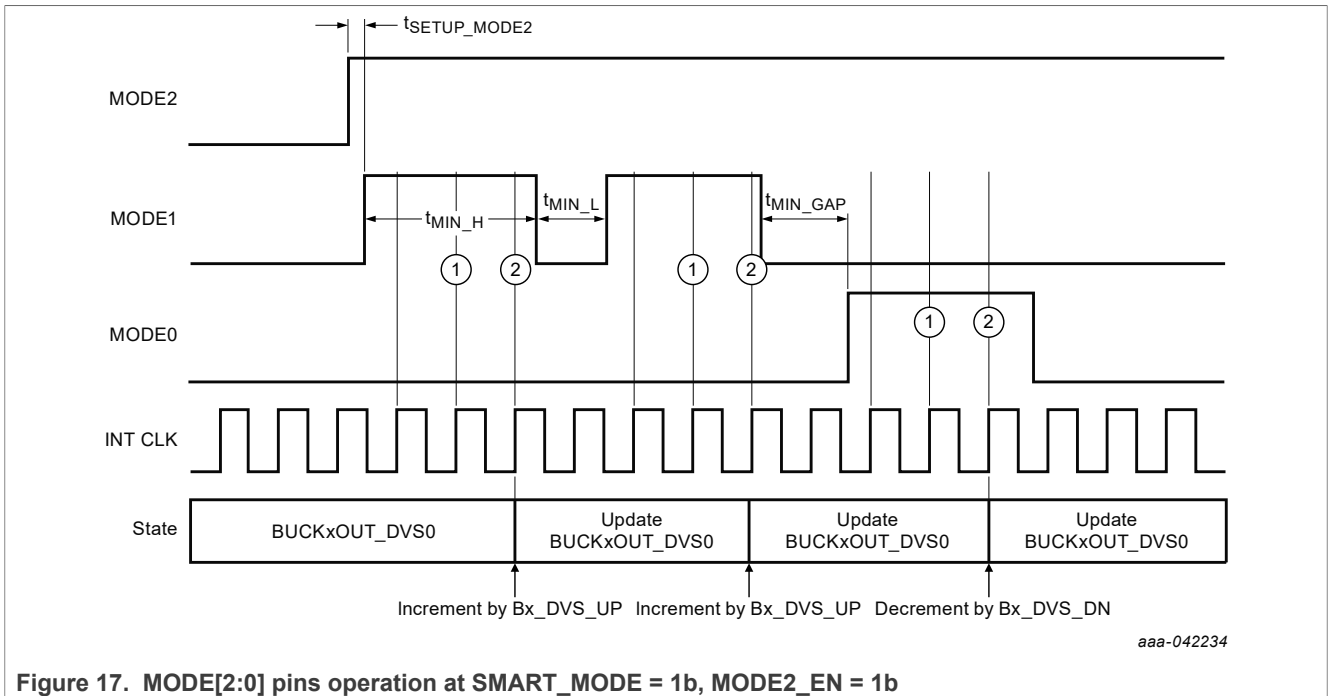 tSETUP_MODE2
MODE2
MODE1
tMIN_H
tMIN_L
tMIN_GAP
1
2
1
2
MODE0
1
2
INT CLK
State
BUCKxOUT_DVS0
Update
BUCKxOUT_DVS0
Update
BUCKxOUT_DVS0
Update
BUCKxOUT_DVS0
Increment by Bx_DVS_UP
Increment by Bx_DVS_UP
Decrement by Bx_DVS_DN
aaa-042234
Figure 17. MODE[2:0] pins operation at SMART_MODE = 1b, MODE2_EN = 1b